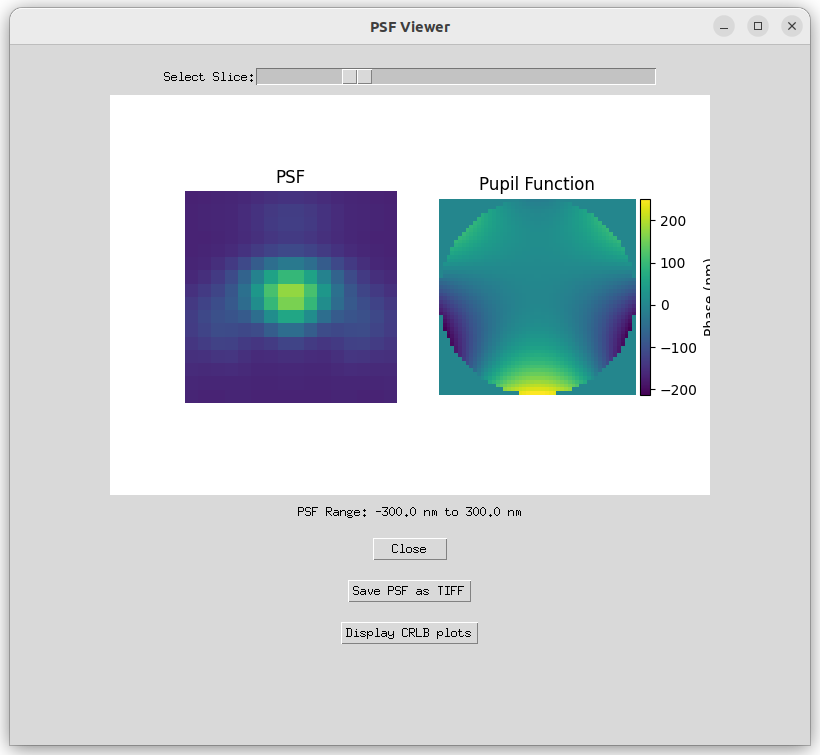 PSF Viewer
Select Slice:
PSF
Pupil Function
200
100
0
−100
−200
Phase (nm)
PSF Range: -300.0 nm to 300.0 nm
Close
Save PSF as TIFF
Display CRLB plots